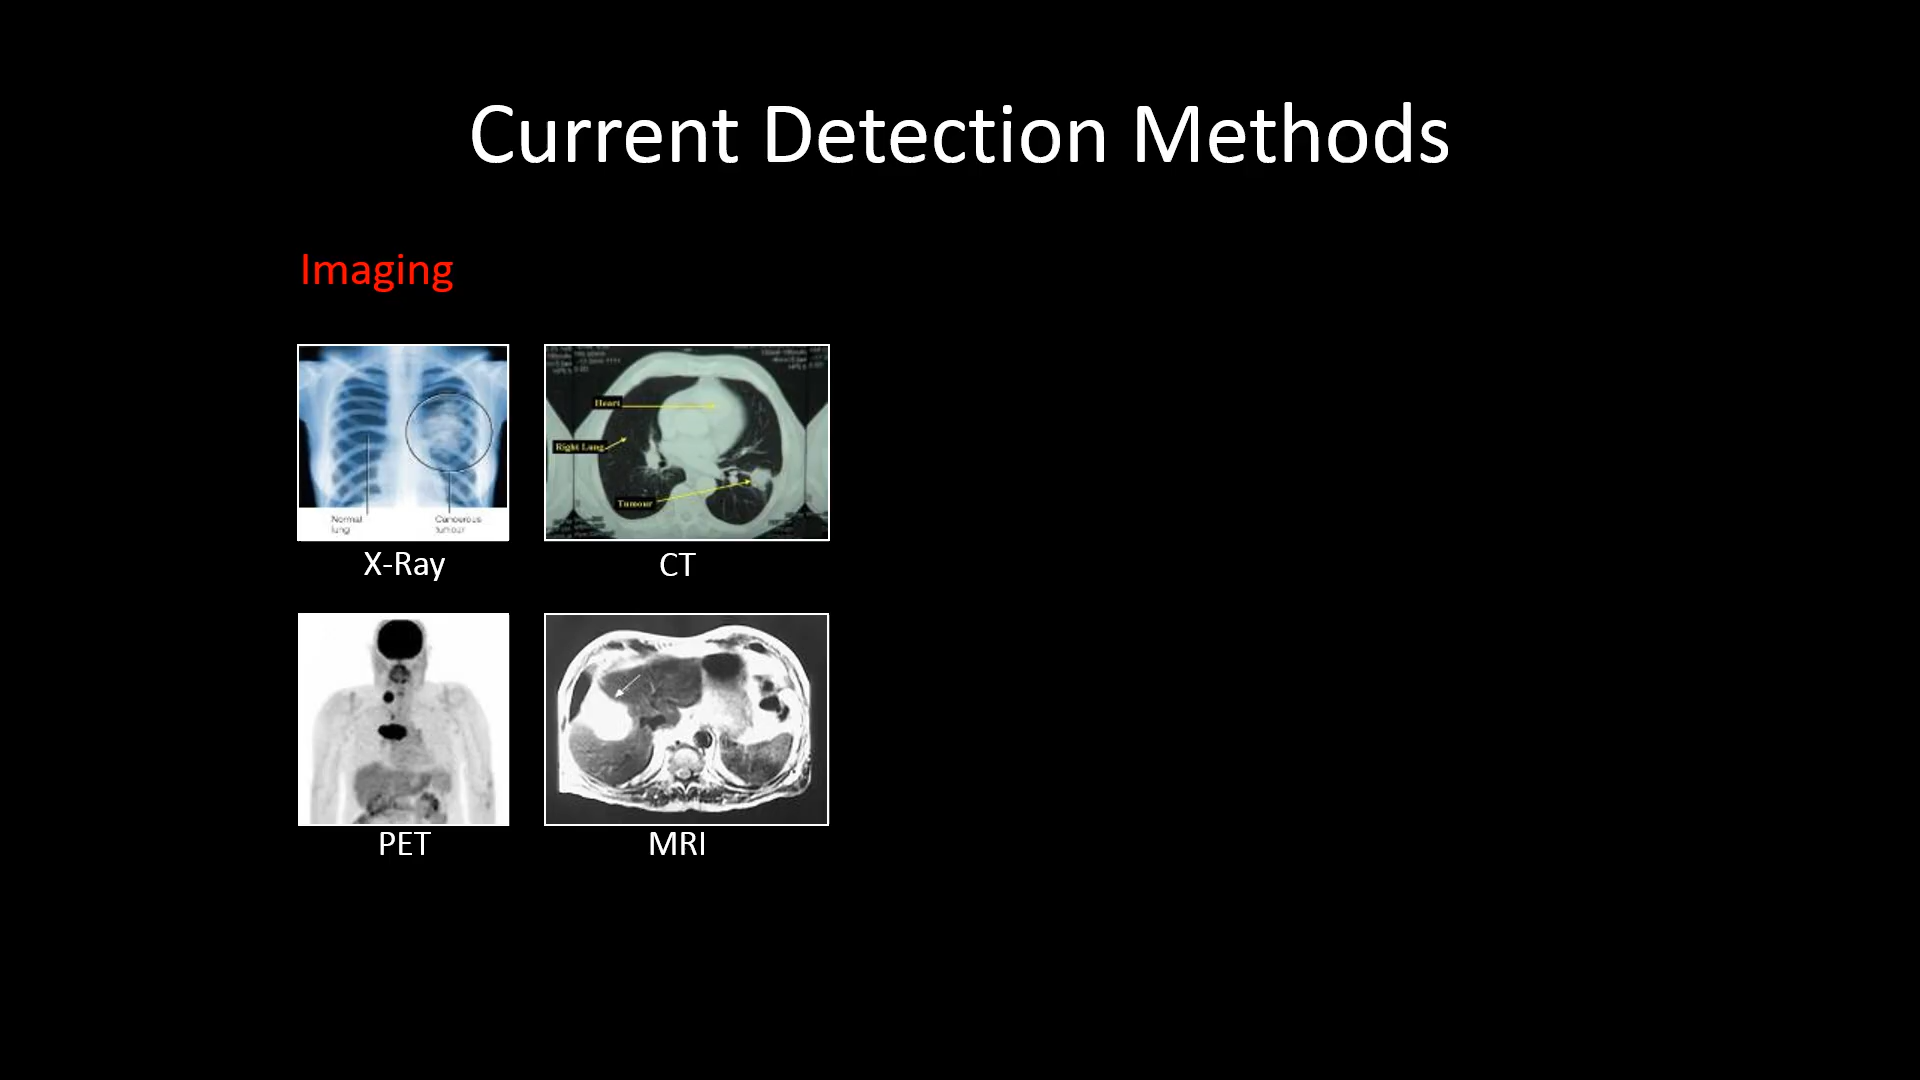 Current Detection Methods
Imaging
Normal
lung
Cancerous
tumour
X-Ray
Heart
Right Lung
Tumour
CT
PET
MRI